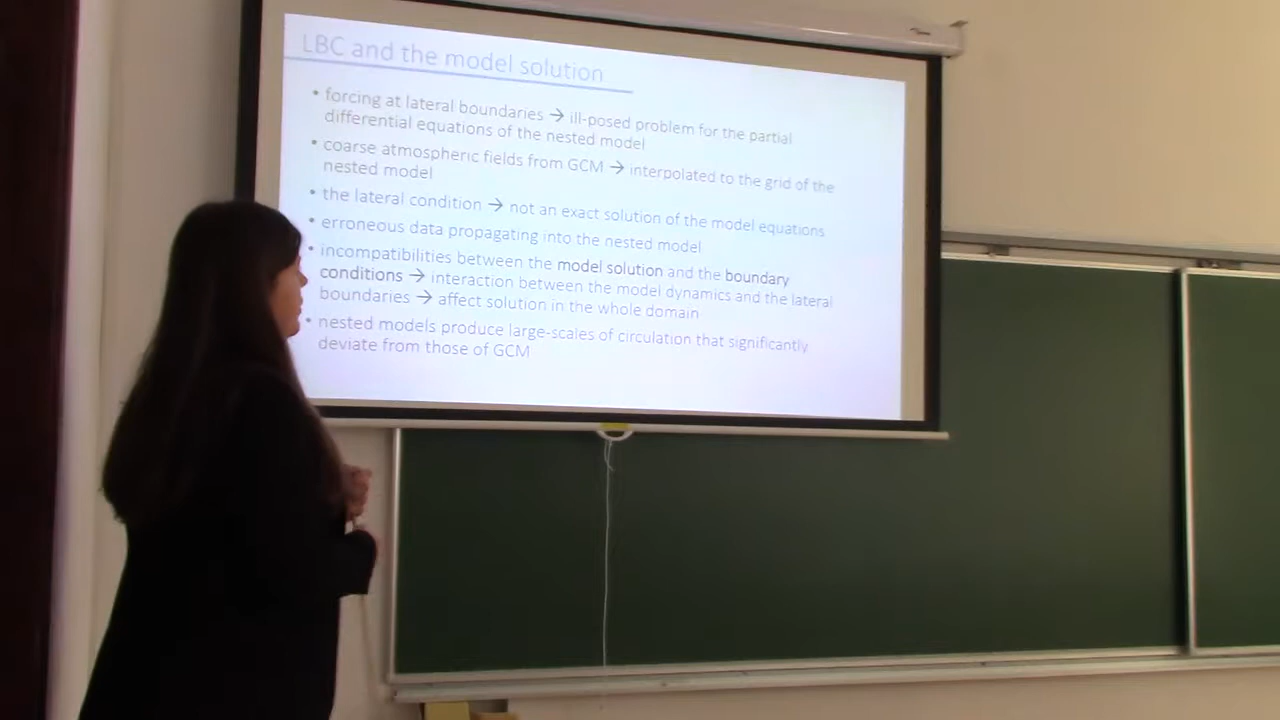 LBC and the model solution
• forcing at lateral boundaries → ill-posed problem for the partial
differential equations of the nested model
• coarse atmospheric fields from GCM → interpolated to the grid of the
nested model
• the lateral condition → not an exact solution of the model equations
• erroneous data propagating into the nested model
• incompatibilities between the model solution and the boundary
conditions → interaction between the model dynamics and the lateral
boundaries → affect solution in the whole domain
• nested models produce large-scales of circulation that significantly
deviate from those of GCM